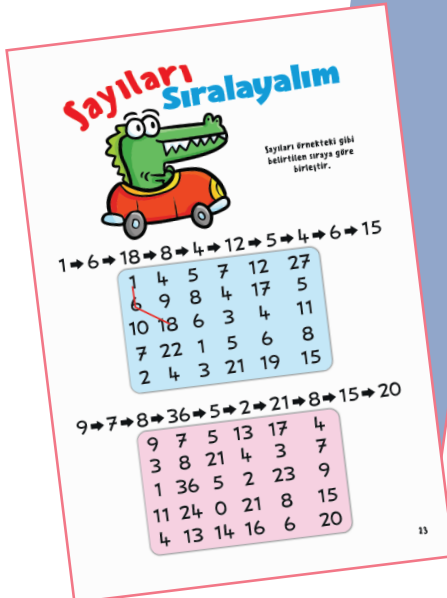 Sayıları
Sıralayalım
Sayıları örnekteki gibi
belirtilen sıraya göre
birleştir.
1➡6➡18➡8➡4➡12➡5➡4➡6➡15
1 4 5 7 12 27
6 9 8 4 17 5
10 18 6 3 4 11
7 22 1 5 6 8
2 4 3 21 19 15
9➡7➡8➡36➡5➡2➡21➡8➡15➡20
9 7 5 13 17 4
3 8 21 4 3 7
1 36 5 2 23 9
11 24 0 21 8 15
4 13 14 16 6 20
23